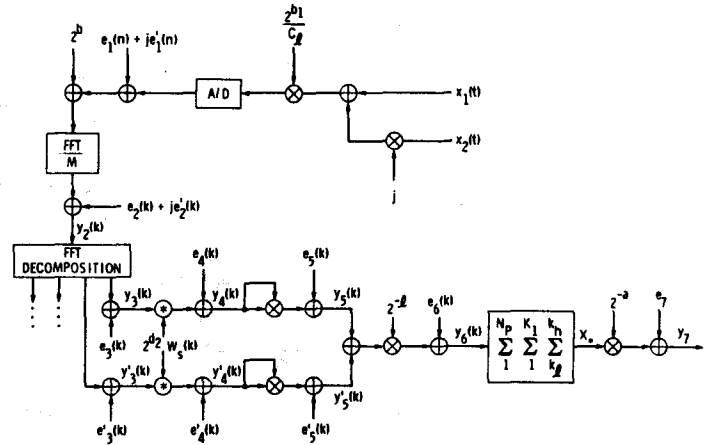 2^b
e_1(n) + je'_1(n)
2^{b1}
C_ℓ
A/D
x_1(t)
x_2(t)
j
FFT
M
e_2(k) + je'_2(k)
y_2(k)
FFT
DECOMPOSITION
e_4(k)
e_5(k)
y_3(k)
y_4(k)
y_5(k)
e_3(k)
2^{d2} W_s(k)
2^{-ℓ}
e_6(k)
y_6(k)
N_P K_1 k_h
Σ Σ Σ
1 1 k_ℓ
X.
2^{-a}
e_7
y_7
y'_3(k)
y'_4(k)
y'_5(k)
e'_3(k)
e'_4(k)
e'_5(k)